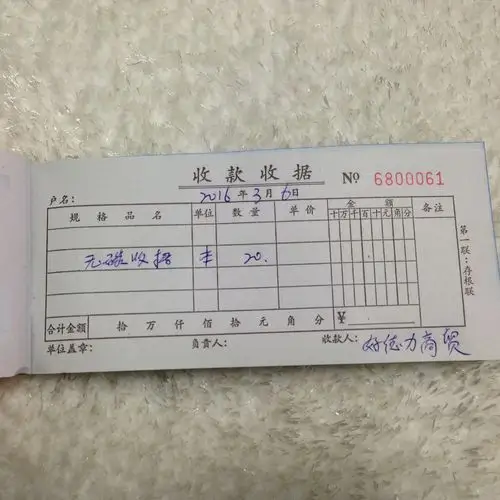 收款收据 № 6800061
户名： 2016年3月6日
规格品名 单位 数量 单价 金额 备注
十万千百十元角分
无碳收据 本 20.
合计金额 拾万仟佰拾元角分 ¥
单位盖章： 负责人： 收款人：好德力商贸
第一联：存根联